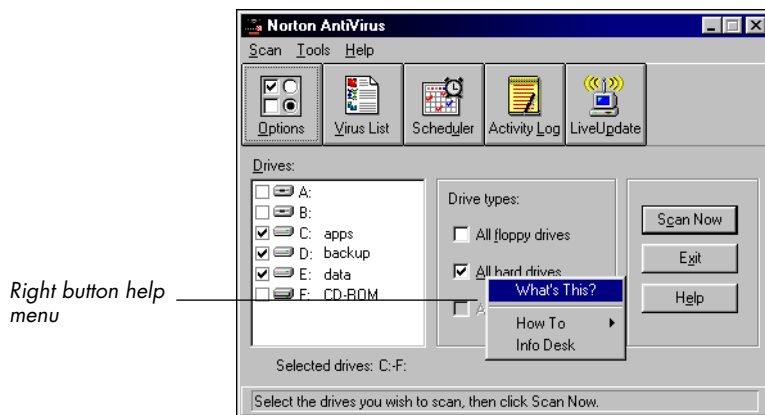 Norton AntiVirus
Scan Tools Help
Options Virus List Scheduler Activity Log LiveUpdate
Drives:
A:
B:
C: apps
D: backup
E: data
F: CD-ROM
Drive types:
All floppy drives
All hard drives
What's This?
How To
Info Desk
Scan Now
Exit
Help
Right button help
menu
Selected drives: C:-F:
Select the drives you wish to scan, then click Scan Now.